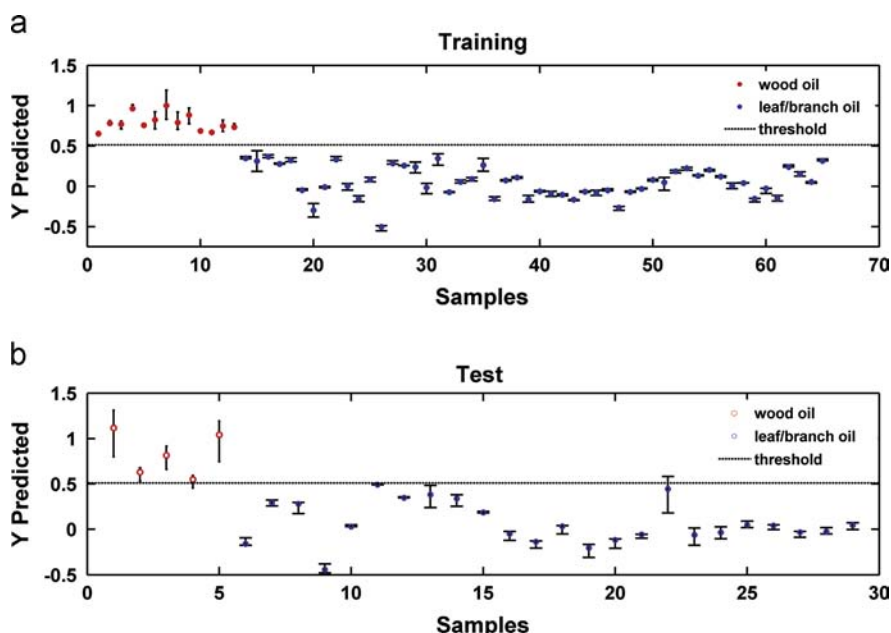 a
Training
1.5
1
0.5
0
-0.5
Y Predicted
wood oil
leaf/branch oil
threshold
0 10 20 30 40 50 60 70
Samples
b
Test
1.5
1
0.5
0
-0.5
Y Predicted
wood oil
leaf/branch oil
threshold
0 5 10 15 20 25 30
Samples